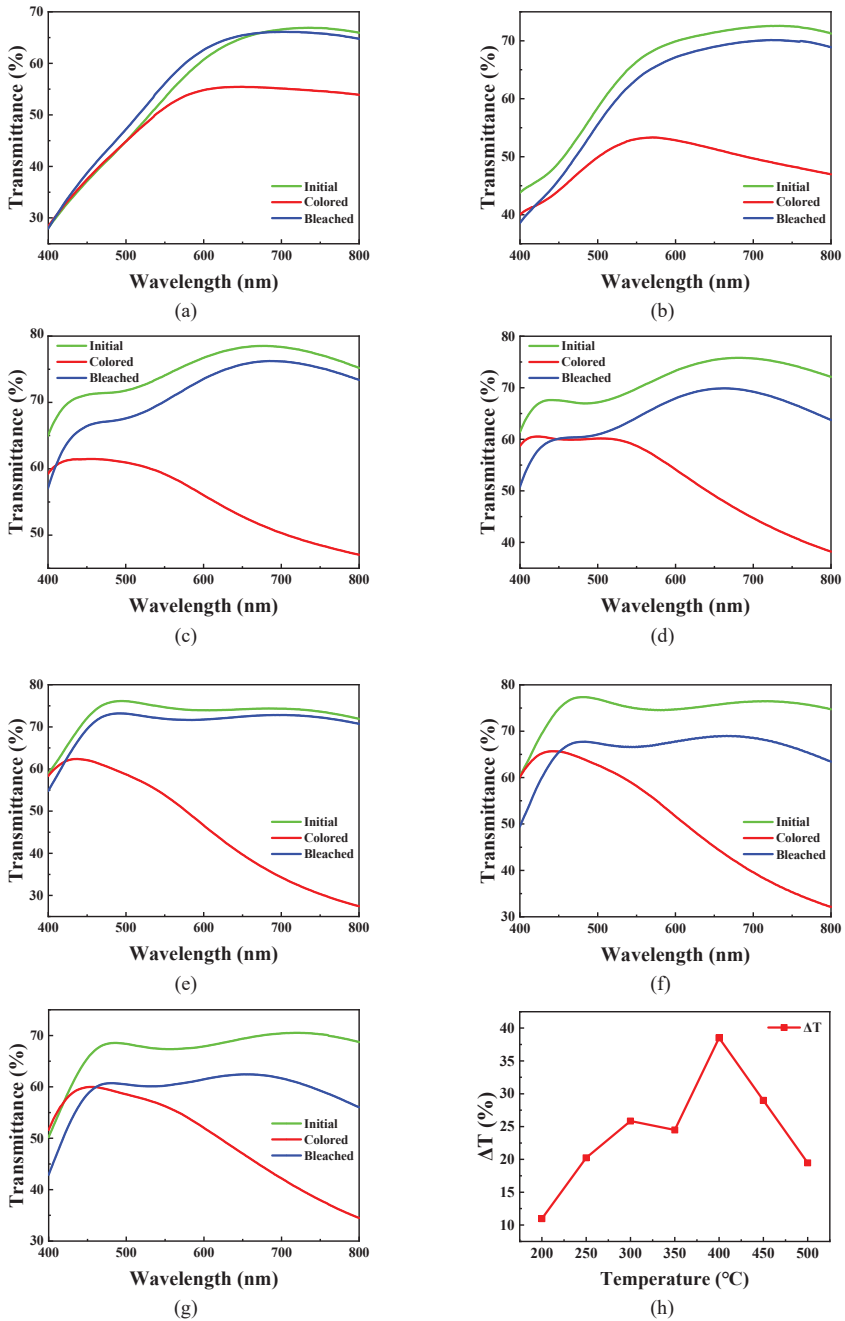 70
60
50
40
30
Transmittance (%)
Initial
Colored
Bleached
400 500 600 700 800
Wavelength (nm)
(a)
70
60
50
40
Transmittance (%)
Initial
Colored
Bleached
400 500 600 700 800
Wavelength (nm)
(b)
80
70
60
50
Transmittance (%)
Initial
Colored
Bleached
400 500 600 700 800
Wavelength (nm)
(c)
80
70
60
50
40
Transmittance (%)
Initial
Colored
Bleached
400 500 600 700 800
Wavelength (nm)
(d)
80
70
60
50
40
30
Transmittance (%)
Initial
Colored
Bleached
400 500 600 700 800
Wavelength (nm)
(e)
80
70
60
50
40
30
Transmittance (%)
Initial
Colored
Bleached
400 500 600 700 800
Wavelength (nm)
(f)
70
60
50
40
30
Transmittance (%)
Initial
Colored
Bleached
400 500 600 700 800
Wavelength (nm)
(g)
40
35
30
25
20
15
10
ΔT (%)
ΔT
200 250 300 350 400 450 500
Temperature (℃)
(h)